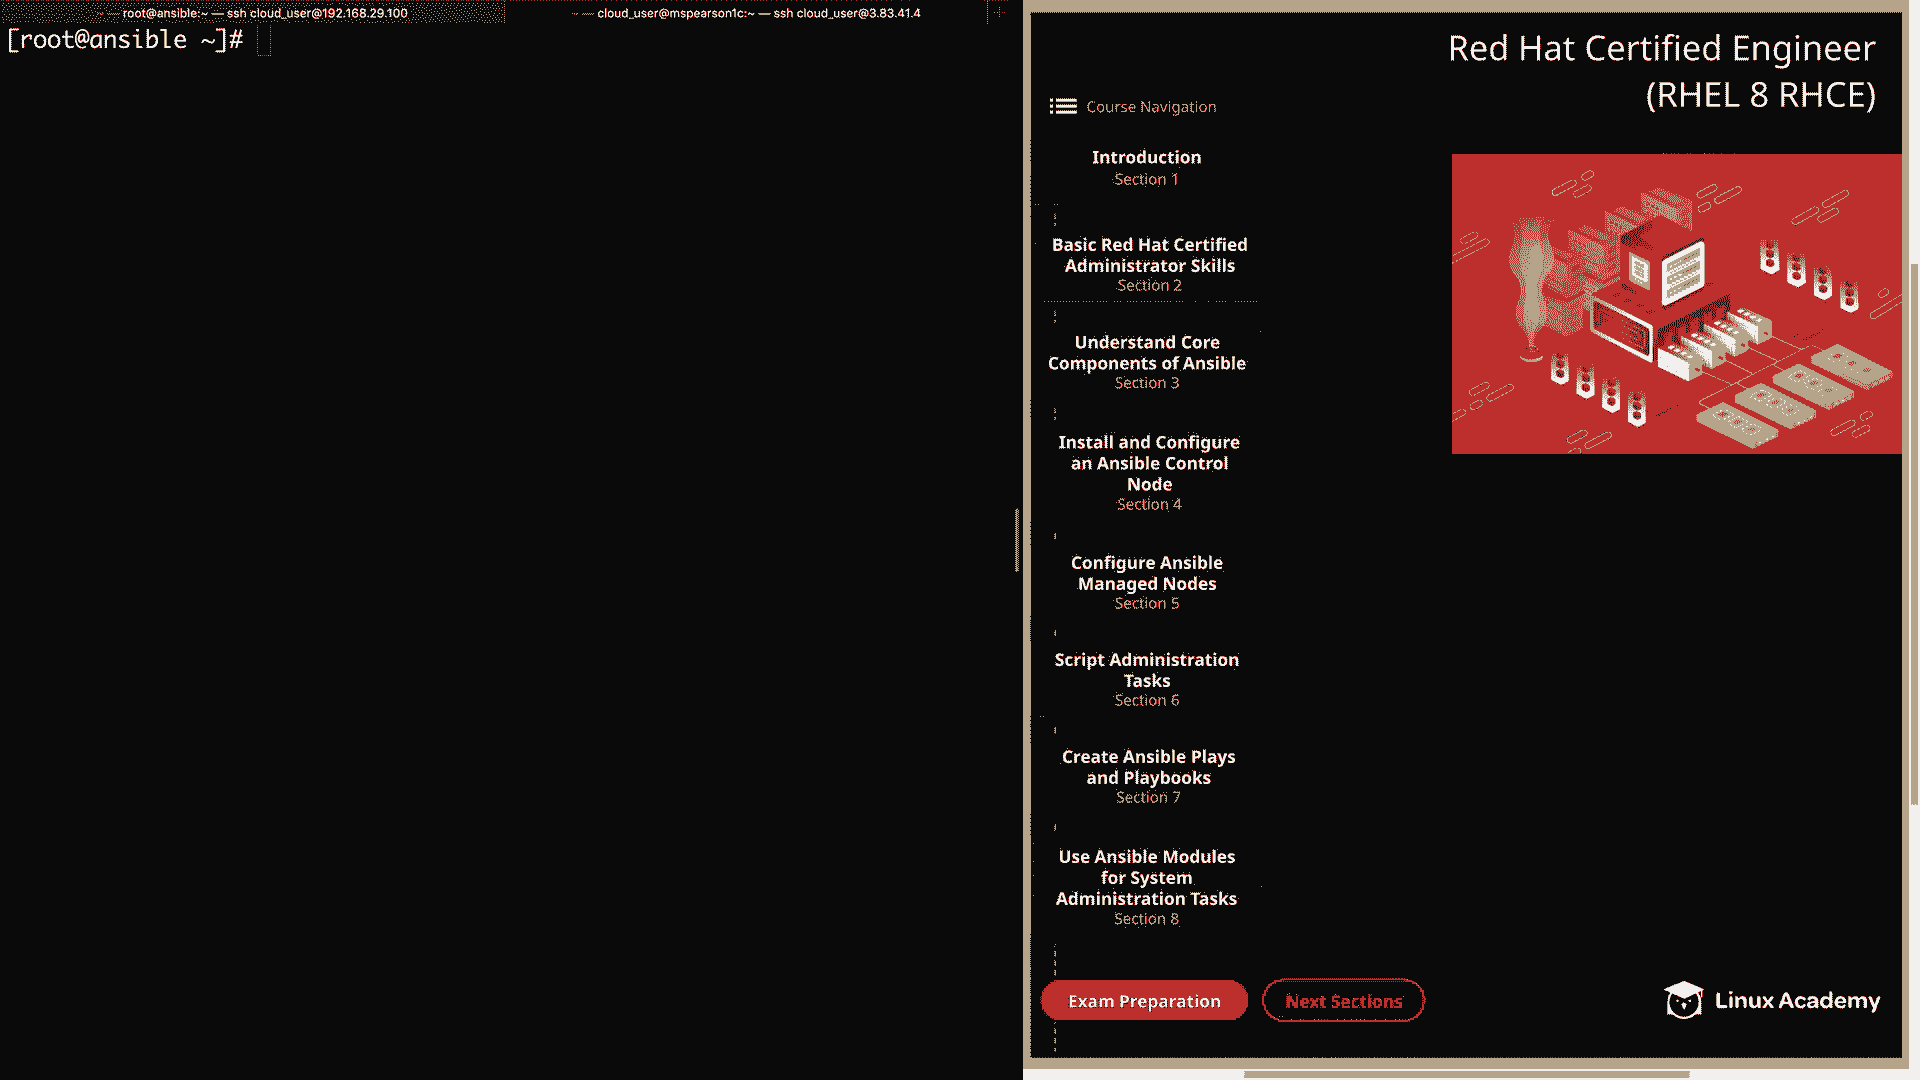 root@ansible:~ — ssh cloud_user@192.168.29.100
cloud_user@mspearson1c:~ — ssh cloud_user@3.83.41.4
+
[root@ansible ~]#
Red Hat Certified Engineer
(RHEL 8 RHCE)
Course Navigation
Introduction
Section 1
Basic Red Hat Certified
Administrator Skills
Section 2
Understand Core
Components of Ansible
Section 3
Install and Configure
an Ansible Control
Node
Section 4
Configure Ansible
Managed Nodes
Section 5
Script Administration
Tasks
Section 6
Create Ansible Plays
and Playbooks
Section 7
Use Ansible Modules
for System
Administration Tasks
Section 8
Exam Preparation
Next Sections
Linux Academy